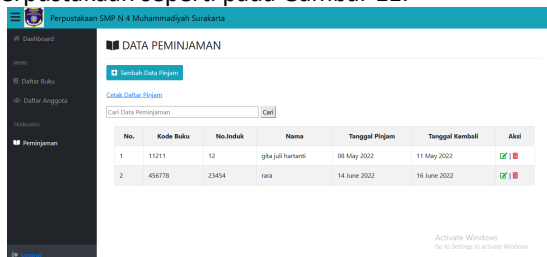 Perpustakaan SMP N 4 Muhammadiyah Surakarta
Dashboard
MENU
Daftar Buku
Daftar Anggota
TRANSAKSI
Peminjaman
DATA PEMINJAMAN
Tambah Data Pinjam
Cetak Daftar Pinjam
Cari Data Peminjaman Cari
No. Kode Buku No.Induk Nama Tanggal Pinjam Tanggal Kembali Aksi
1 11211 12 gita juli hartanti 08 May 2022 11 May 2022 |
2 456778 23454 rara 14 June 2022 16 June 2022 |
Activate Windows
Go to Settings to activate Windows.